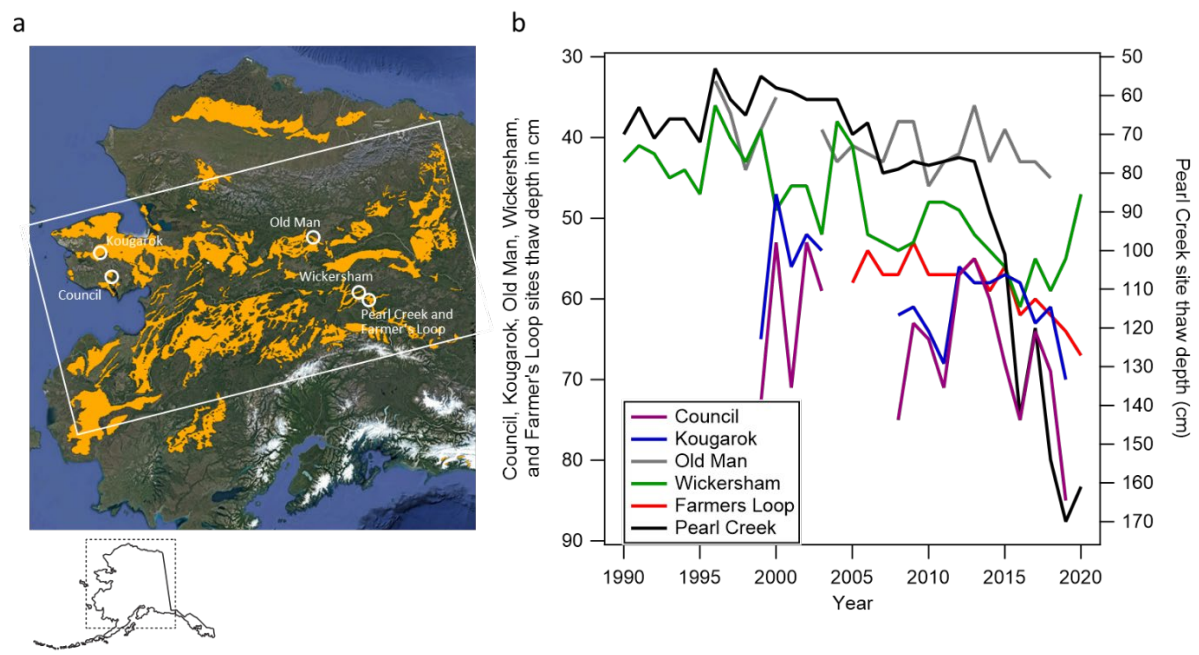 a
Kougarok
Council
Old Man
Wickersham
Pearl Creek and
Farmer's Loop
b
Council, Kougarok, Old Man, Wickersham,
and Farmer's Loop sites thaw depth in cm
30
40
50
60
70
80
90
Council
Kougarok
Old Man
Wickersham
Farmers Loop
Pearl Creek
1990
1995
2000
2005
2010
2015
2020
Year
50
60
70
80
90
100
110
120
130
140
150
160
170
Pearl Creek site thaw depth (cm)